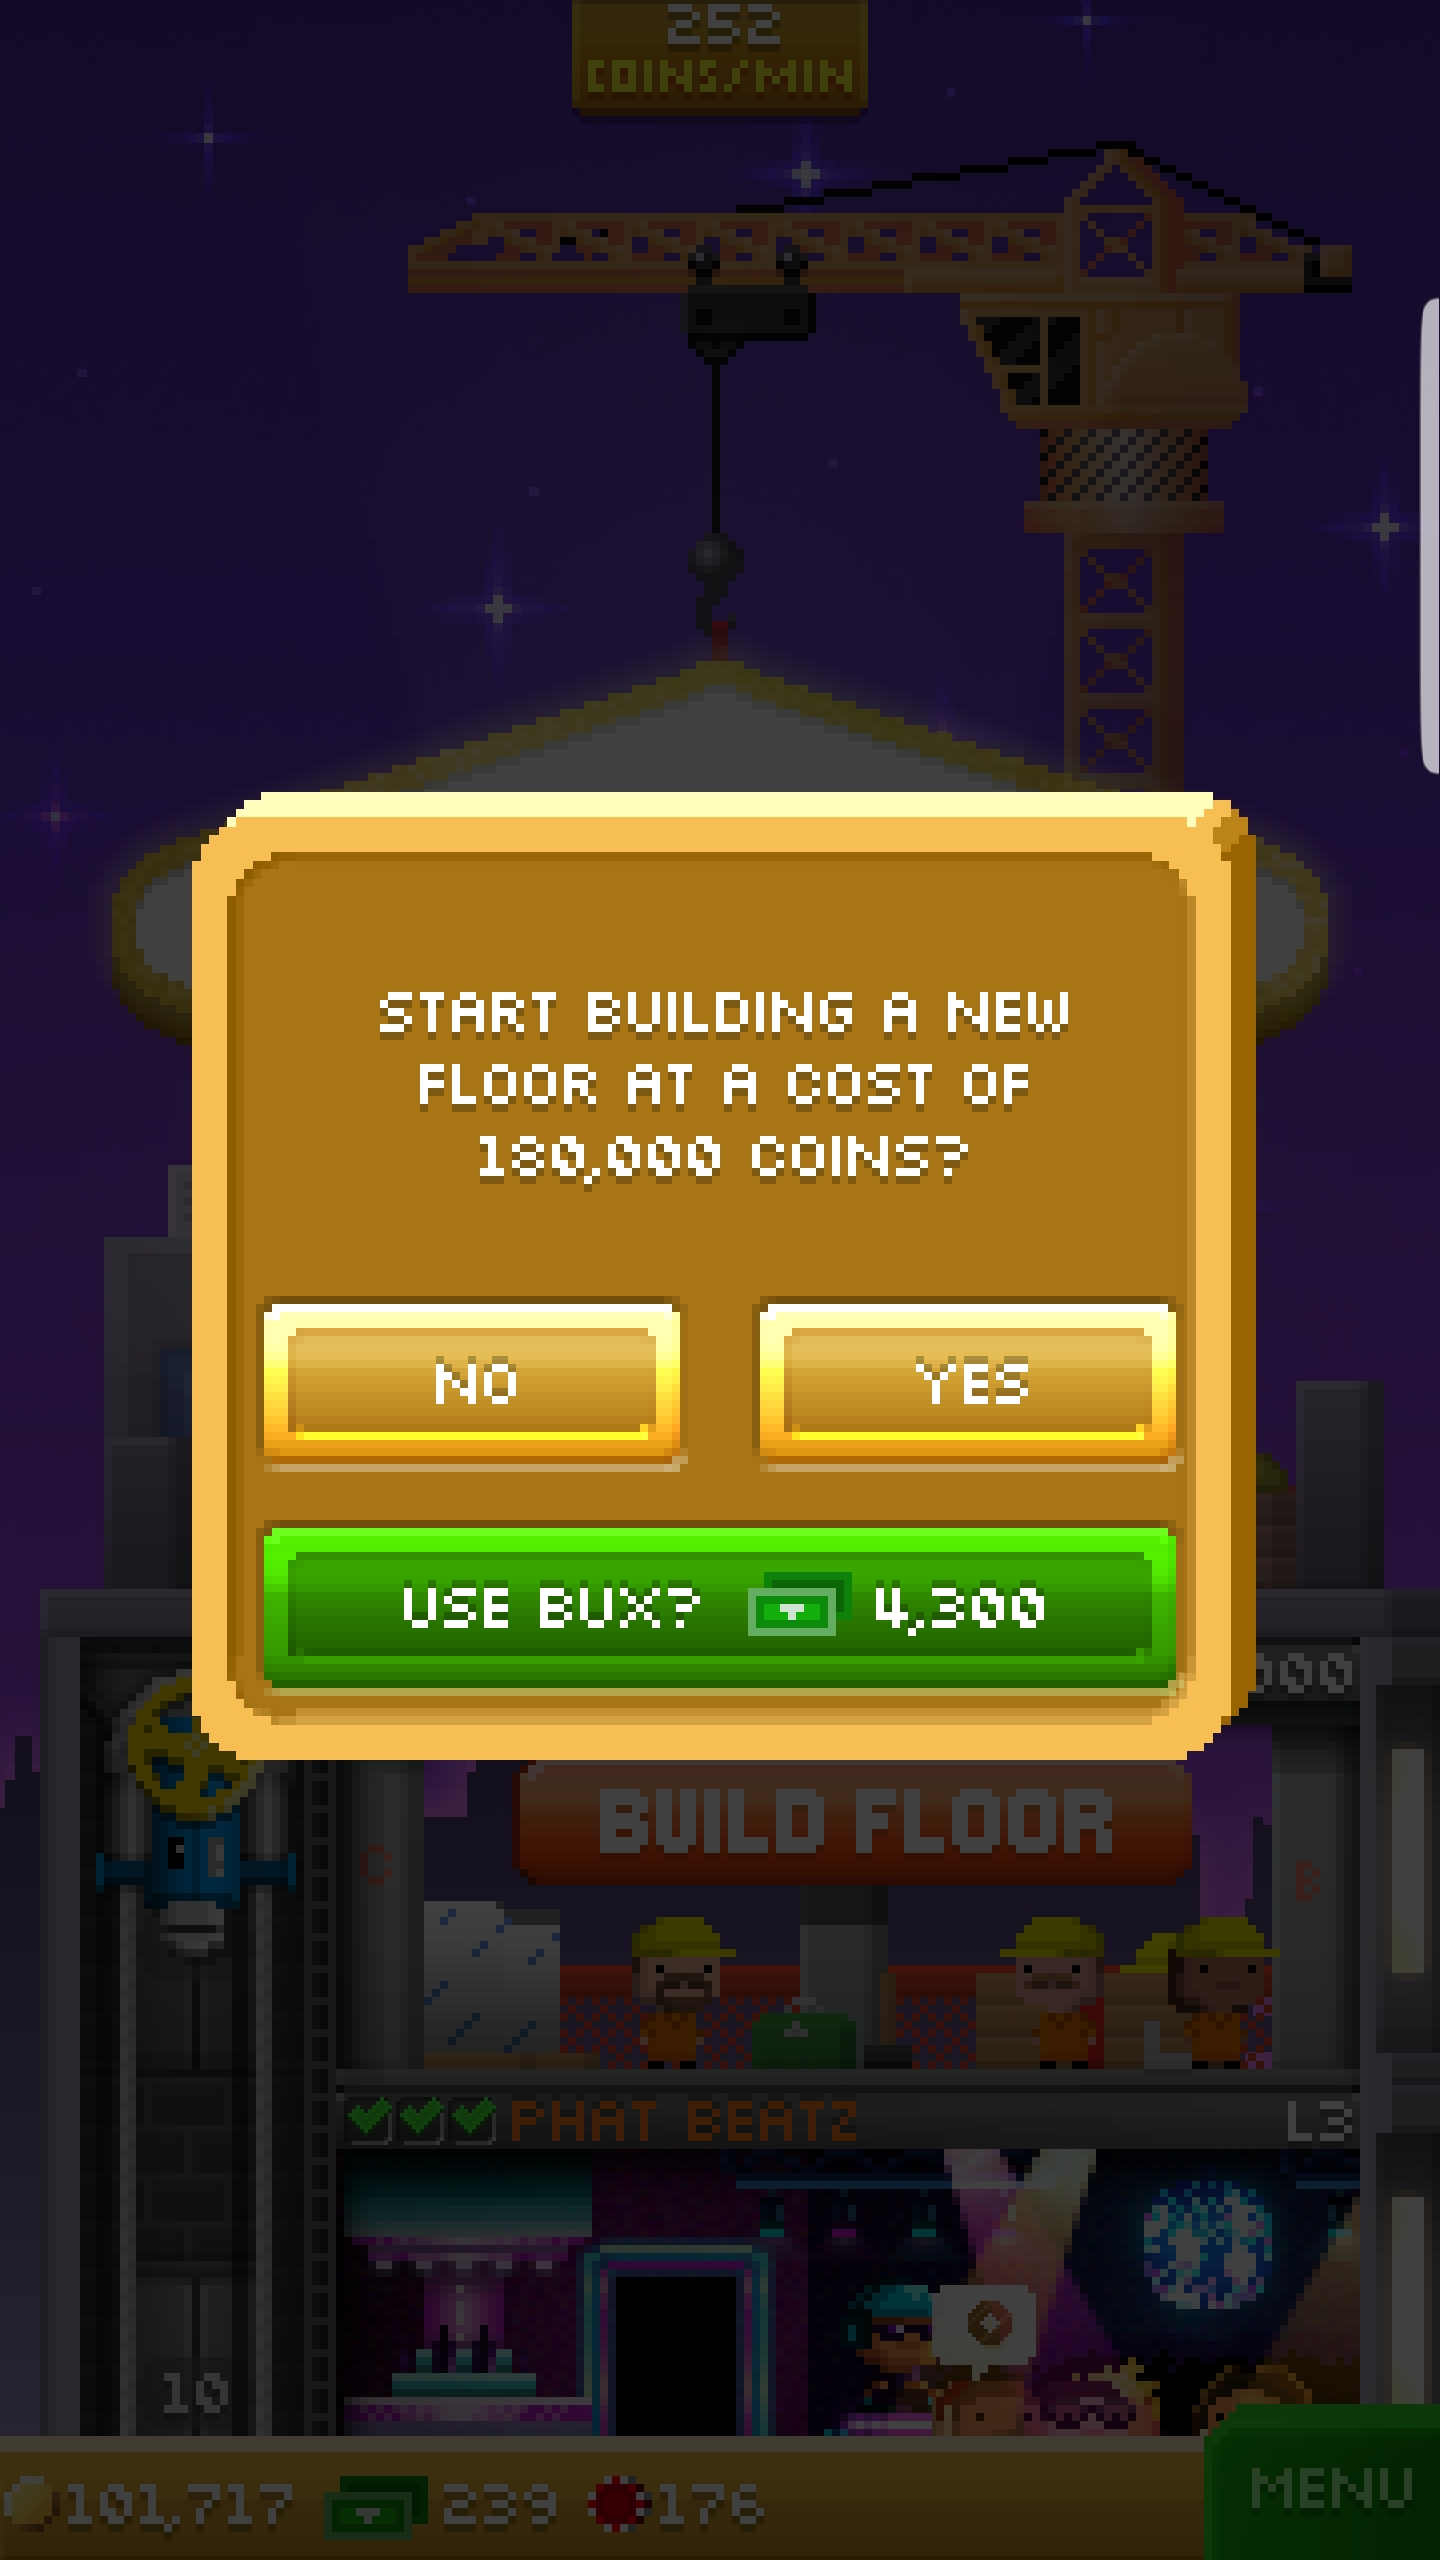 252
COINS/MIN
START BUILDING A NEW
FLOOR AT A COST OF
180,000 COINS?
NO
YES
USE BUX? 4,300
000
BUILD FLOOR
C
B
PHAT BEATZ L3
10
101,717 239 176
MENU